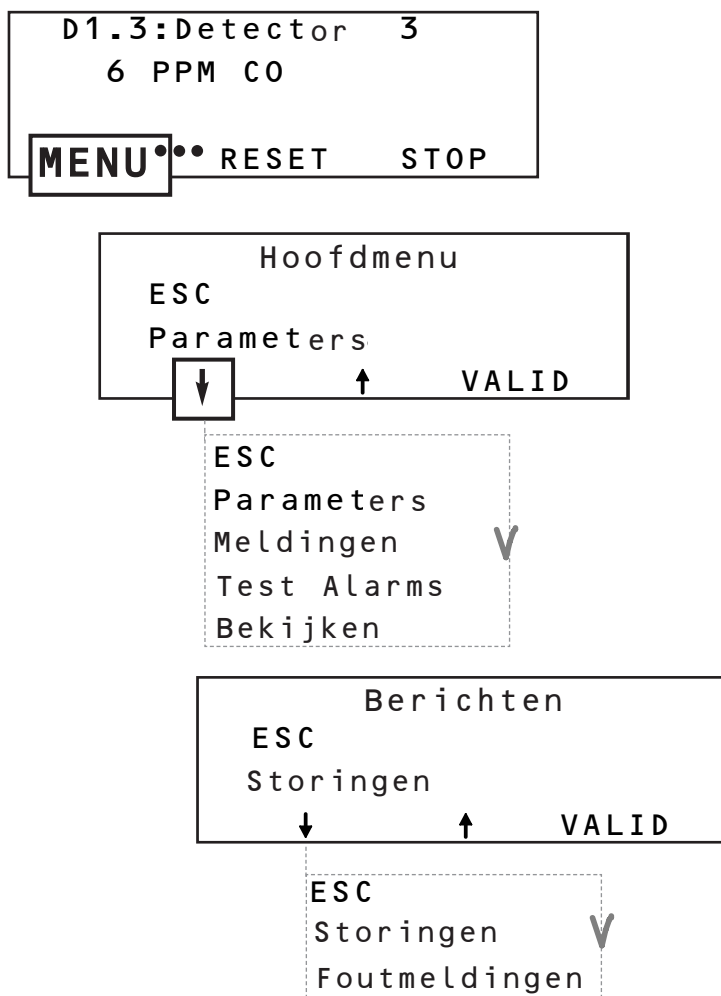 D1.3:Detector 3
6 PPM CO
MENU••• RESET STOP
Hoofdmenu
ESC
Parameters
↓ ↑ VALID
ESC
Parameters
Meldingen
Test Alarms
Bekijken
Berichten
ESC
Storingen
↓ ↑ VALID
ESC
Storingen
Foutmeldingen